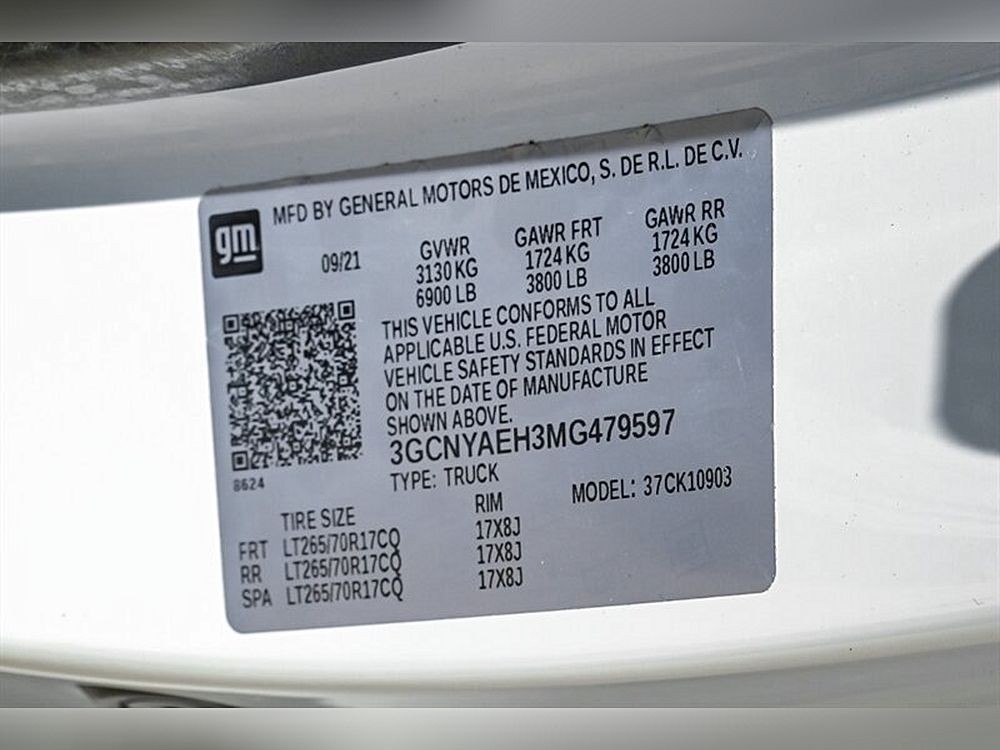 MFD BY GENERAL MOTORS DE MEXICO, S. DE R.L. DE C.V.
gm
09/21
GVWR
3130 KG
6900 LB
GAWR FRT
1724 KG
3800 LB
GAWR RR
1724 KG
3800 LB
THIS VEHICLE CONFORMS TO ALL
APPLICABLE U.S. FEDERAL MOTOR
VEHICLE SAFETY STANDARDS IN EFFECT
ON THE DATE OF MANUFACTURE
SHOWN ABOVE.
3GCNYAEH3MG479597
8624
TYPE: TRUCK
MODEL: 37CK10903
TIRE SIZE RIM
FRT LT265/70R17CQ 17X8J
RR LT265/70R17CQ 17X8J
SPA LT265/70R17CQ 17X8J